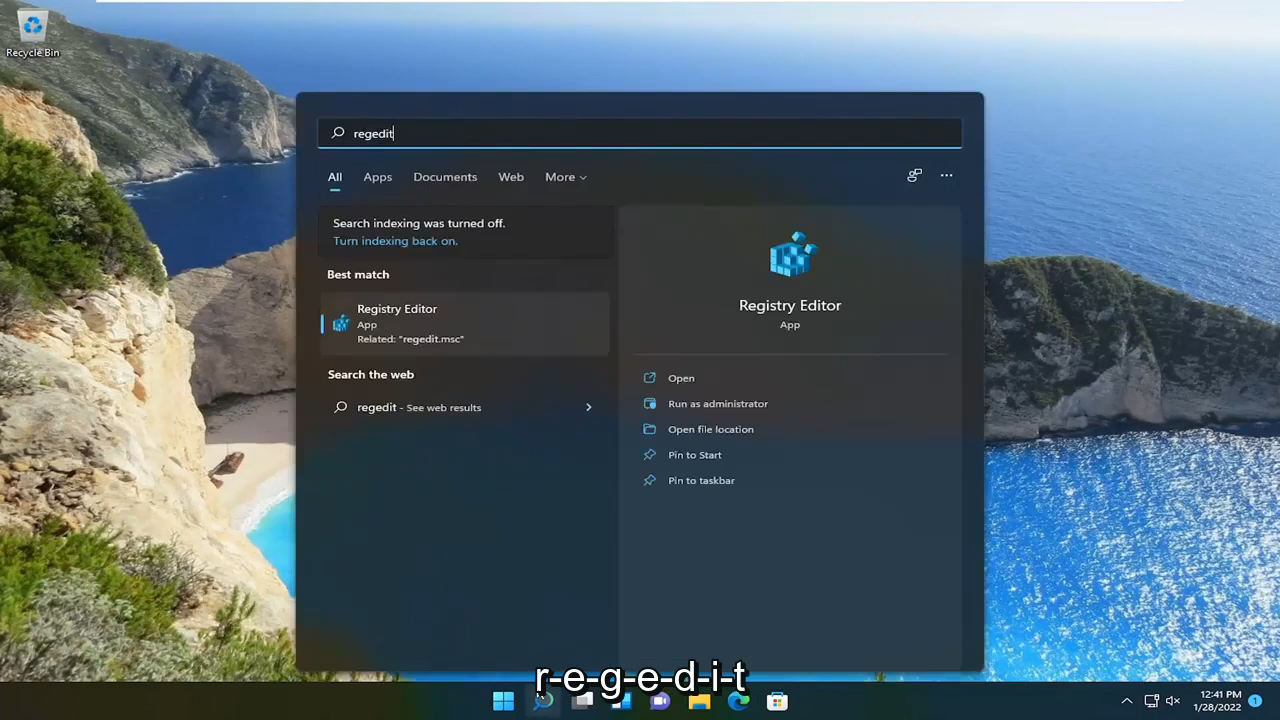 Recycle Bin
regedit
All
Apps
Documents
Web
More
Search indexing was turned off.
Turn indexing back on.
Best match
Registry Editor
App
Related: "regedit.msc"
Search the web
regedit - See web results
Registry Editor
App
Open
Run as administrator
Open file location
Pin to Start
Pin to taskbar
r-e-g-e-d-i-t
12:41 PM
1/28/2022
1